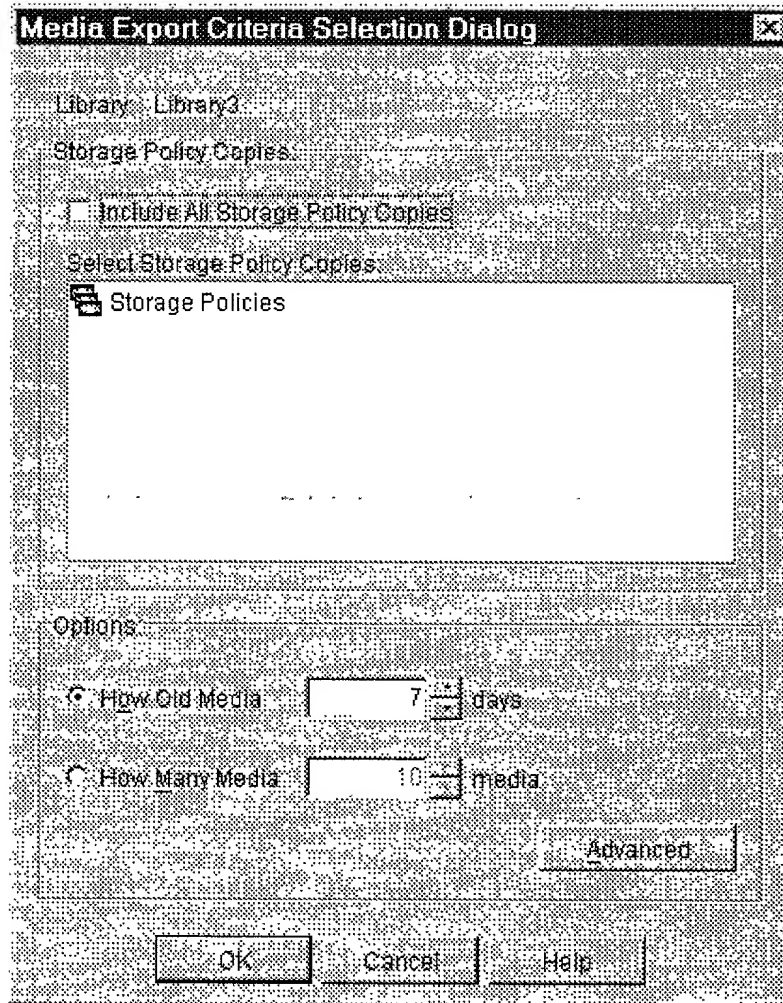 Media Export Criteria Selection Dialog
Library: Library3
Storage Policy Copies:
Include All Storage Policy Copies
Select Storage Policy Copies:
Storage Policies
Options:
How Old Media 7 days
How Many Media 10 media
Advanced
OK Cancel Help